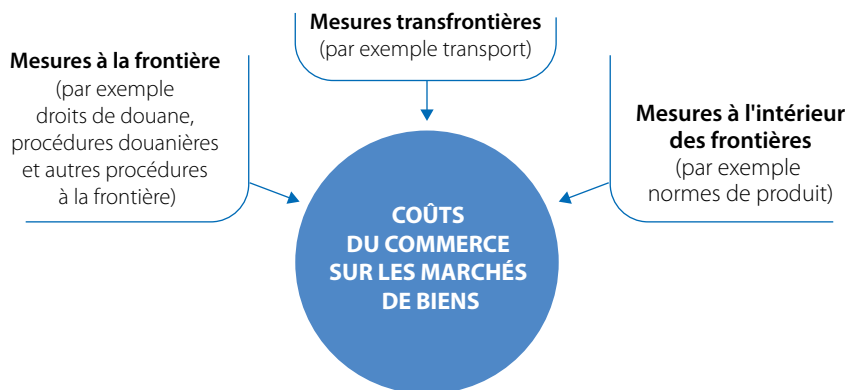 Mesures transfrontières
(par exemple transport)
Mesures à la frontière
(par exemple
droits de douane,
procédures douanières
et autres procédures
à la frontière)
Mesures à l'intérieur
des frontières
(par exemple
normes de produit)
COÛTS
DU COMMERCE
SUR LES MARCHÉS
DE BIENS